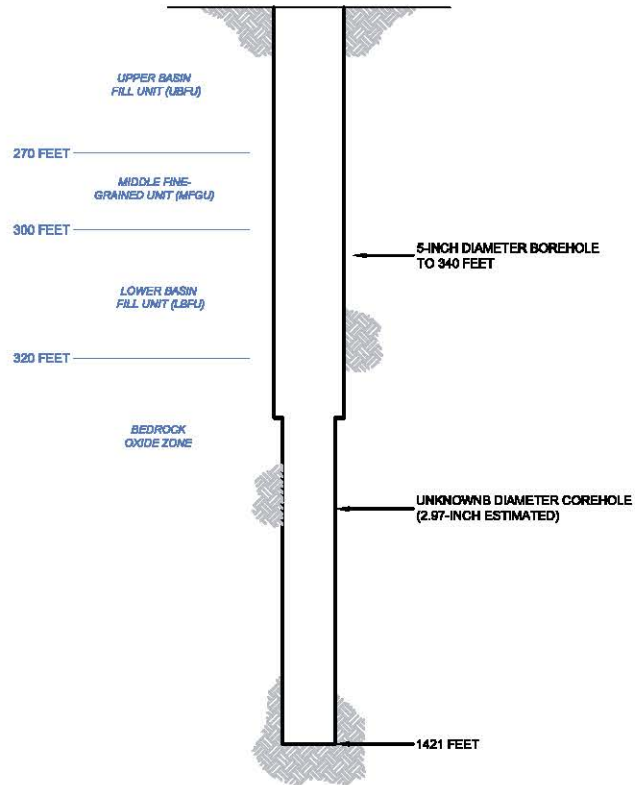 UPPER BASIN
FILL UNIT (UBFU)
270 FEET
MIDDLE FINE-
GRAINED UNIT (MFGU)
300 FEET
5-INCH DIAMETER BOREHOLE
TO 340 FEET
LOWER BASIN
FILL UNIT (LBFU)
320 FEET
BEDROCK
OXIDE ZONE
UNKNOWNB DIAMETER COREHOLE
(2.97-INCH ESTIMATED)
1421 FEET